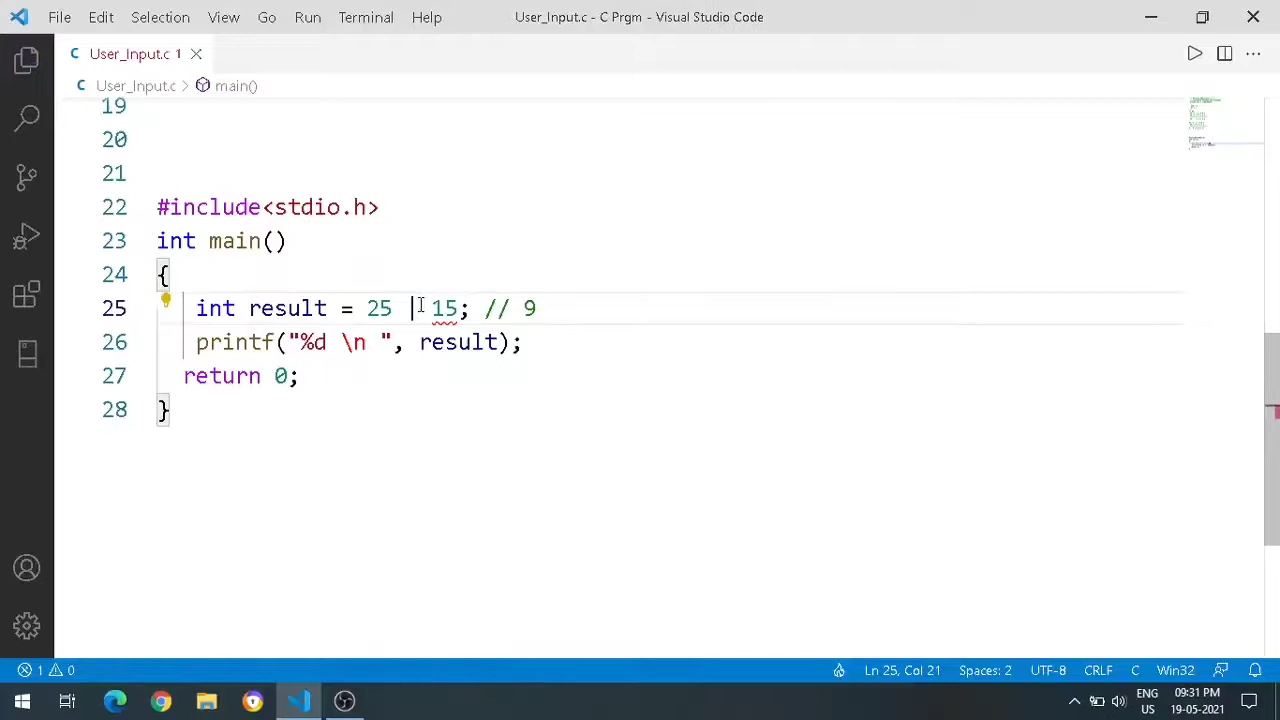 File Edit Selection View Go Run Terminal Help User_Input.c - C Prgm - Visual Studio Code
C User_Input.c 1
C User_Input.c > main()
19
20
21
22 #include<stdio.h>
23 int main()
24 {
25 int result = 25 | 15; // 9
26 printf("%d \n ", result);
27 return 0;
28 }
1 0 Ln 25, Col 21 Spaces: 2 UTF-8 CRLF C Win32
ENG 09:31 PM
US 19-05-2021